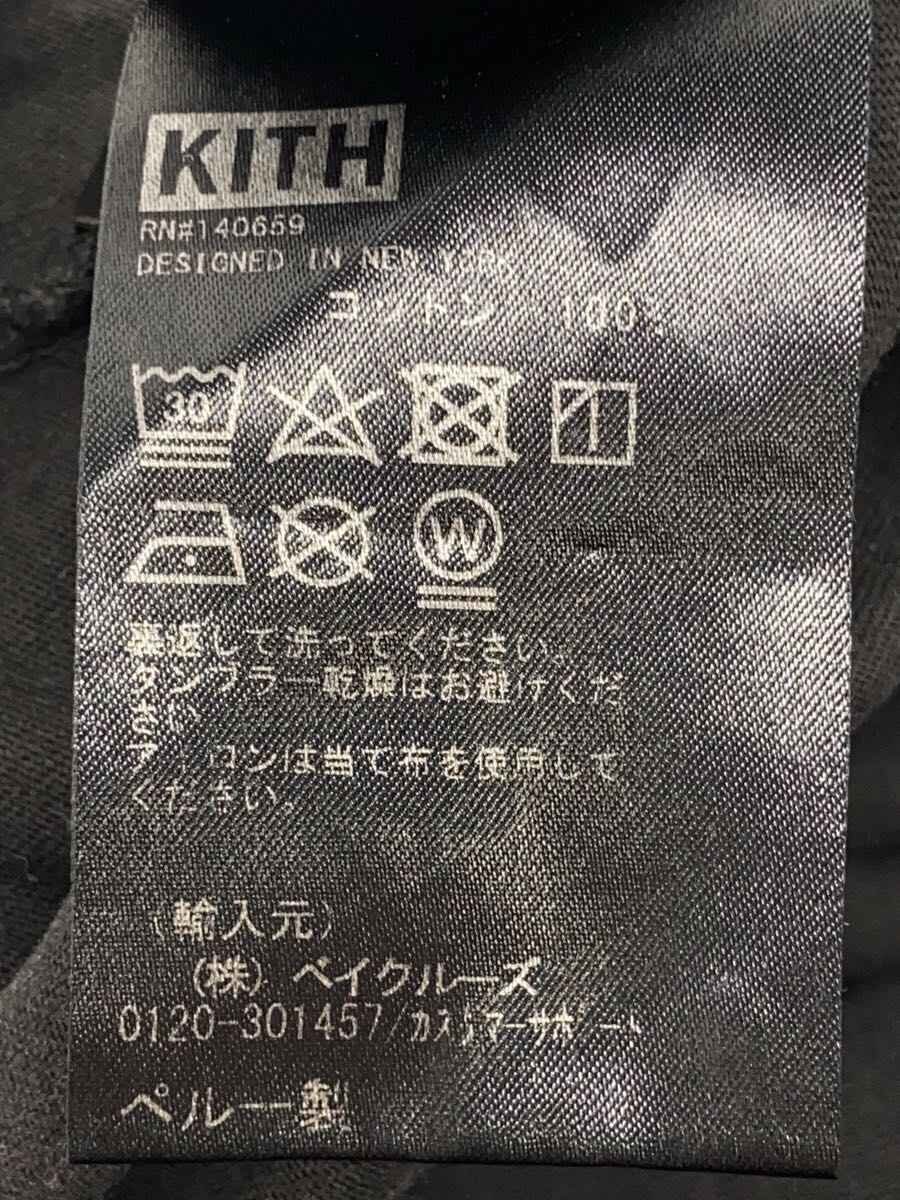 KITH
RN#140659
DESIGNED IN NEW YORK
コットン 100%
30
W
裏返して洗ってください。
タンブラー乾燥はお避けくだ
さい
アイロンは当て布を使用して
ください。
(輸入元)
(株)ベイクルーズ
0120-301457/カスタマーサポート
ペルー製